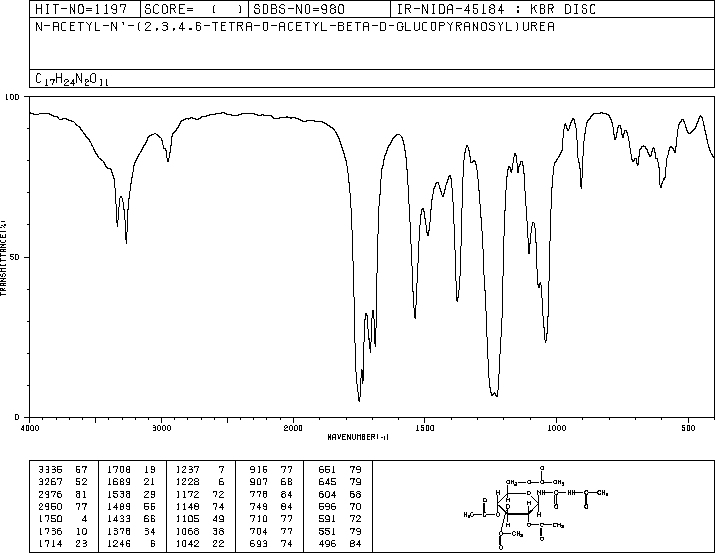 HIT-NO=1197 SCORE= ( ) SDBS-NO=980 IR-NIDA-45184 : KBR DISC
N-ACETYL-N'-(2,3,4,6-TETRA-O-ACETYL-BETA-D-GLUCOPYRANOSYL)UREA
C17H24N2O11
100
50
0
TRANSMITTANCE(%)
4000 3000 2000 1500 1000
WAVENUMBER(-1)
3336 57 1708 19 1237 7 916 77 661 79
3267 52 1689 21 1228 6 907 68 645 79
2976 81 1538 29 1172 72 778 84 604 68
2960 77 1489 55 1148 74 749 84 596 70
1750 4 1433 66 1105 49 710 77 591 72
1736 10 1378 34 1068 38 704 77 551 79
1714 23 1246 6 1042 22 693 74 496 84